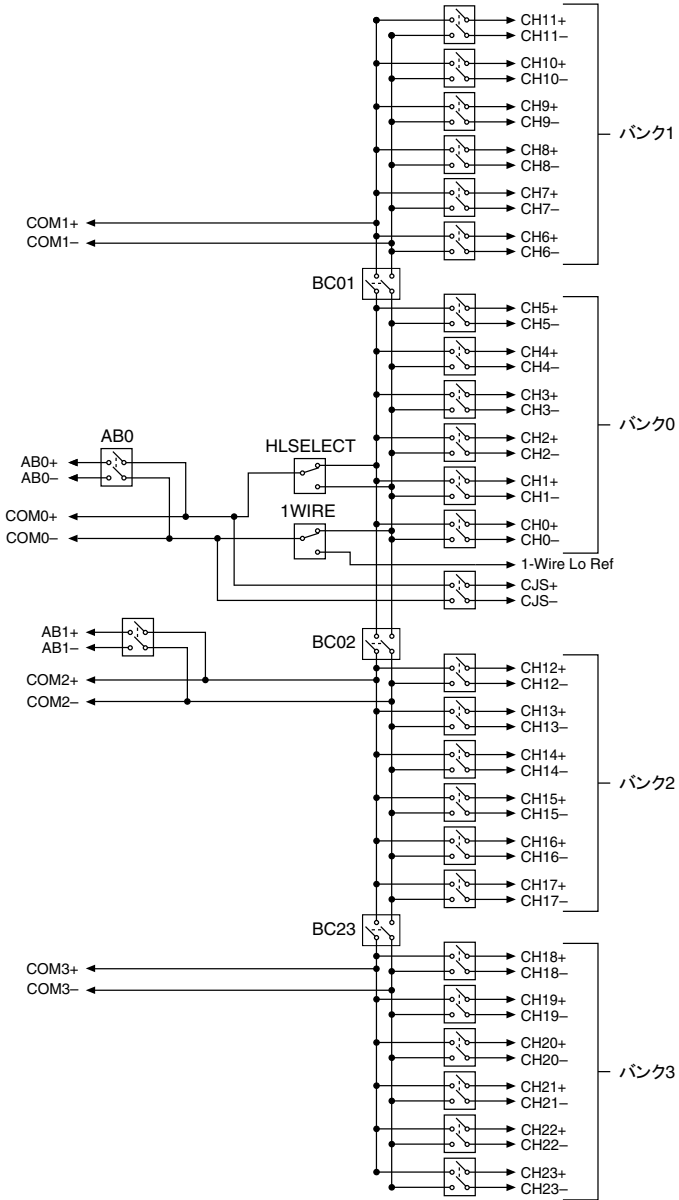 CH11+
CH11–
CH10+
CH10–
CH9+
CH9–
CH8+
CH8–
CH7+
CH7–
CH6+
CH6–
バンク1
COM1+
COM1–
BC01
CH5+
CH5–
CH4+
CH4–
CH3+
CH3–
CH2+
CH2–
CH1+
CH1–
CH0+
CH0–
バンク0
1-Wire Lo Ref
CJS+
CJS–
AB0
AB0+
AB0–
HLSELECT
COM0+
COM0–
1WIRE
AB1+
AB1–
BC02
COM2+
COM2–
CH12+
CH12–
CH13+
CH13–
CH14+
CH14–
CH15+
CH15–
CH16+
CH16–
CH17+
CH17–
バンク2
BC23
COM3+
COM3–
CH18+
CH18–
CH19+
CH19–
CH20+
CH20–
CH21+
CH21–
CH22+
CH22–
CH23+
CH23–
バンク3